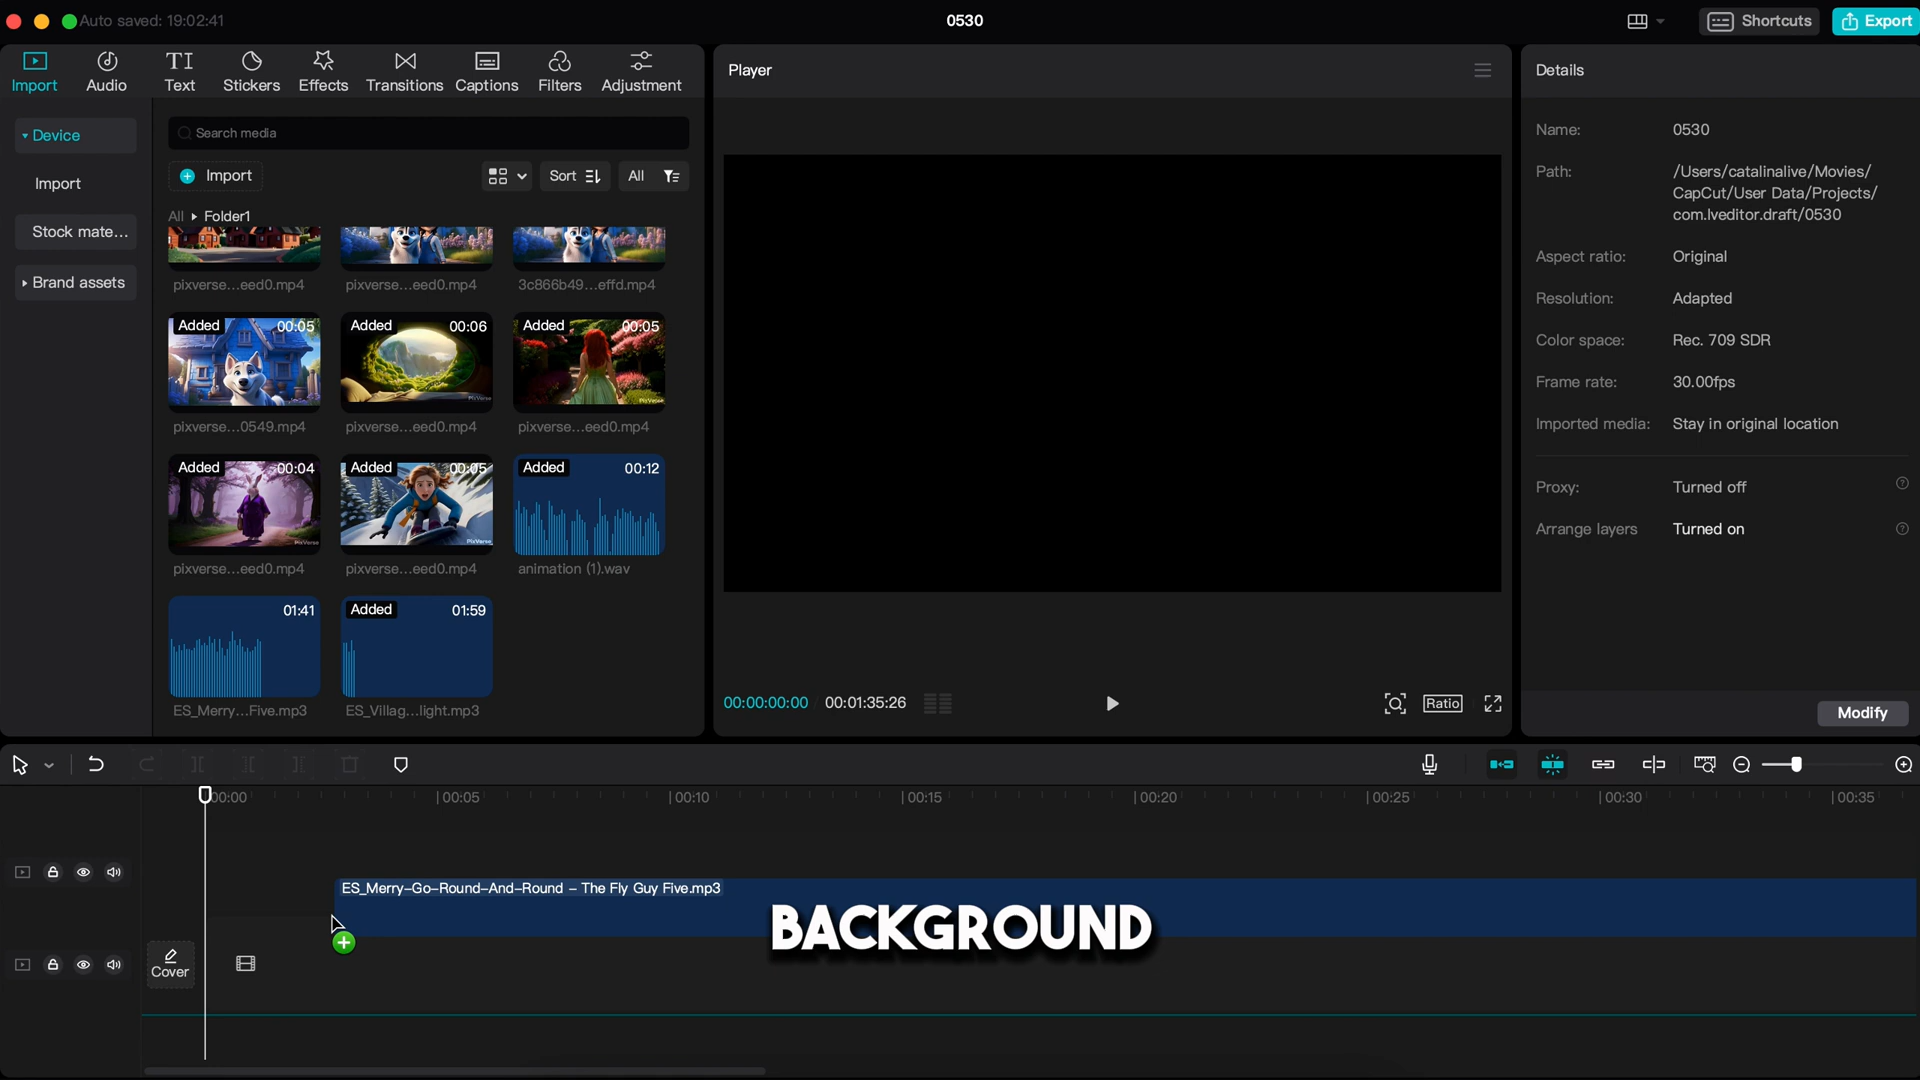 Auto saved: 19:02:41
0530
Shortcuts
Export
Import
Audio
TI
Text
Stickers
Effects
Transitions
Captions
Filters
Adjustment
Player
Details
Device
Import
Stock mate...
Brand assets
Search media
Import
Sort
All
All ▸ Folder1
pixverse...eed0.mp4
pixverse...eed0.mp4
3c866b49...effd.mp4
Added 00:05
Added 00:06
Added 00:05
PixVerse
PixVerse
pixverse...0549.mp4
pixverse...eed0.mp4
pixverse...eed0.mp4
Added 00:04
Added 00:05
Added 00:12
PixVerse
PixVerse
pixverse...eed0.mp4
pixverse...eed0.mp4
animation (1).wav
01:41
Added 01:59
ES_Merry...Five.mp3
ES_Villag...light.mp3
00:00:00:00 / 00:01:35:26
Ratio
Name: 0530
Path: /Users/catalinalive/Movies/
CapCut/User Data/Projects/
com.lveditor.draft/0530
Aspect ratio: Original
Resolution: Adapted
Color space: Rec. 709 SDR
Frame rate: 30.00fps
Imported media: Stay in original location
Proxy: Turned off
Arrange layers Turned on
Modify
00:00
00:05
00:10
00:15
00:20
00:25
00:30
00:35
ES_Merry-Go-Round-And-Round - The Fly Guy Five.mp3
BACKGROUND
Cover